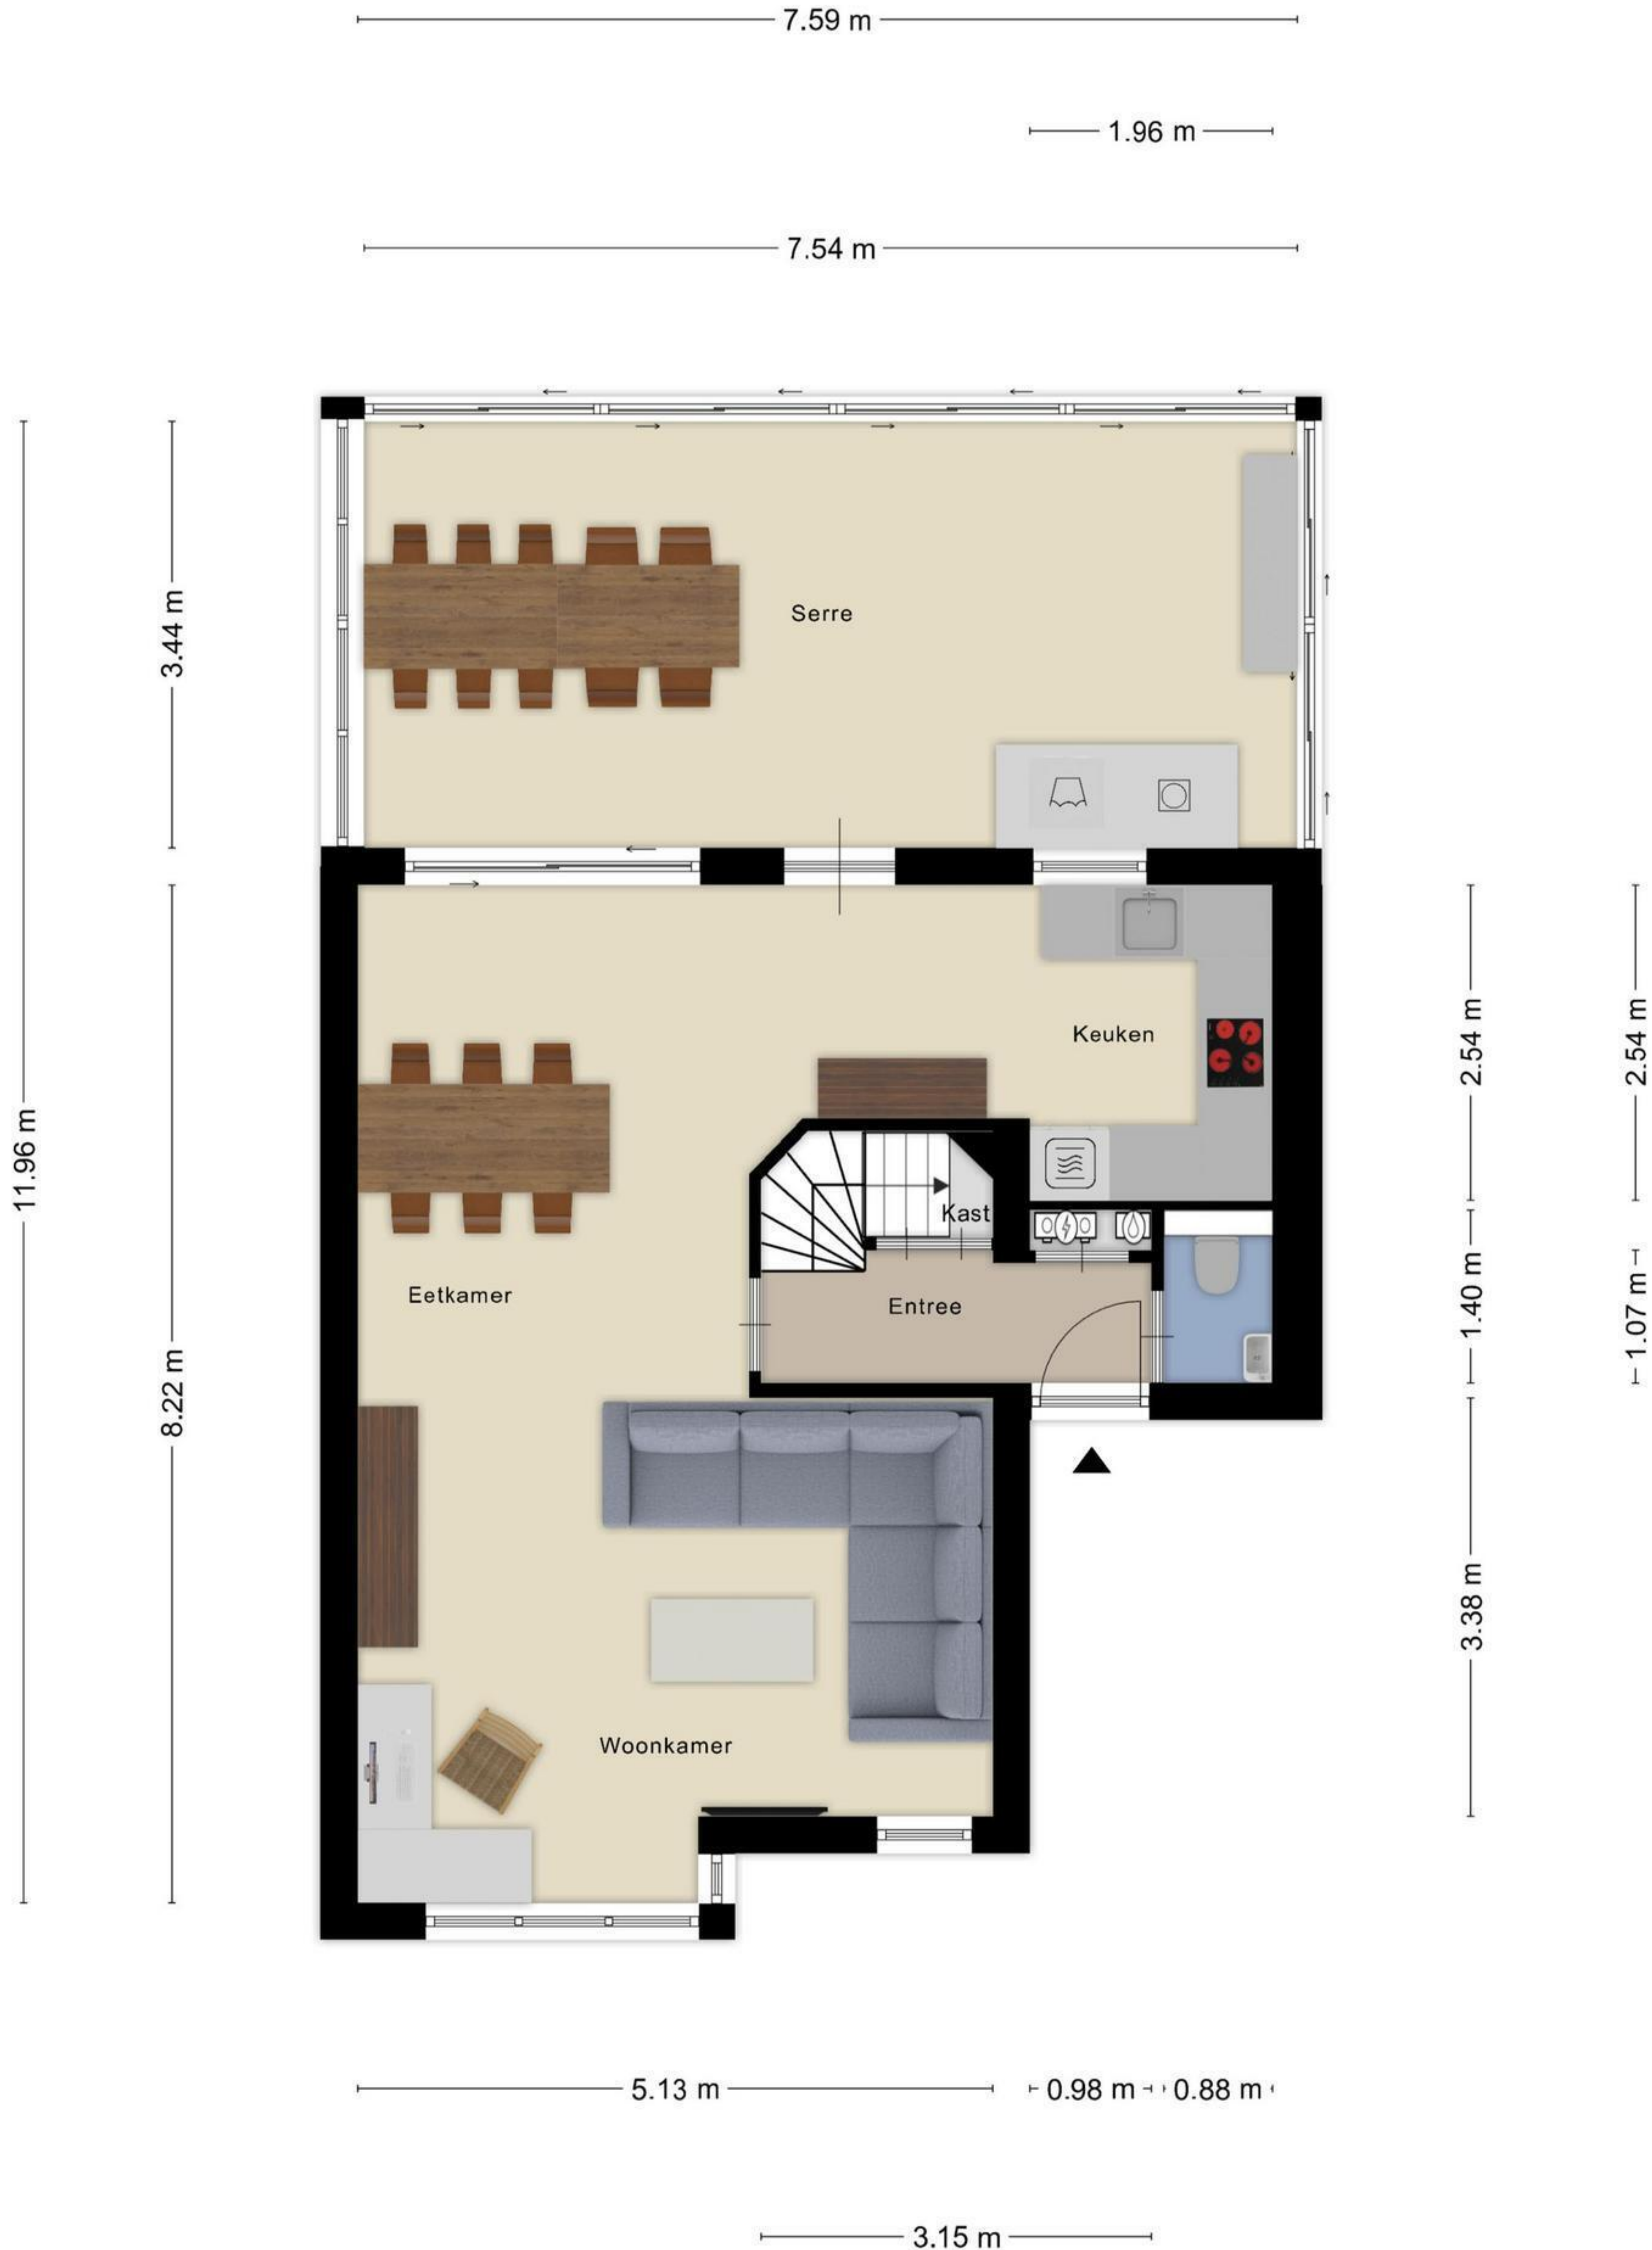 7.59 m
1.96 m
7.54 m
3.44 m
Serre
11.96 m
8.22 m
Keuken
2.54 m
2.54 m
Kast
Eetkamer
Entree
1.40 m
1.07 m
3.38 m
Woonkamer
5.13 m
0.98 m
0.88 m
3.15 m